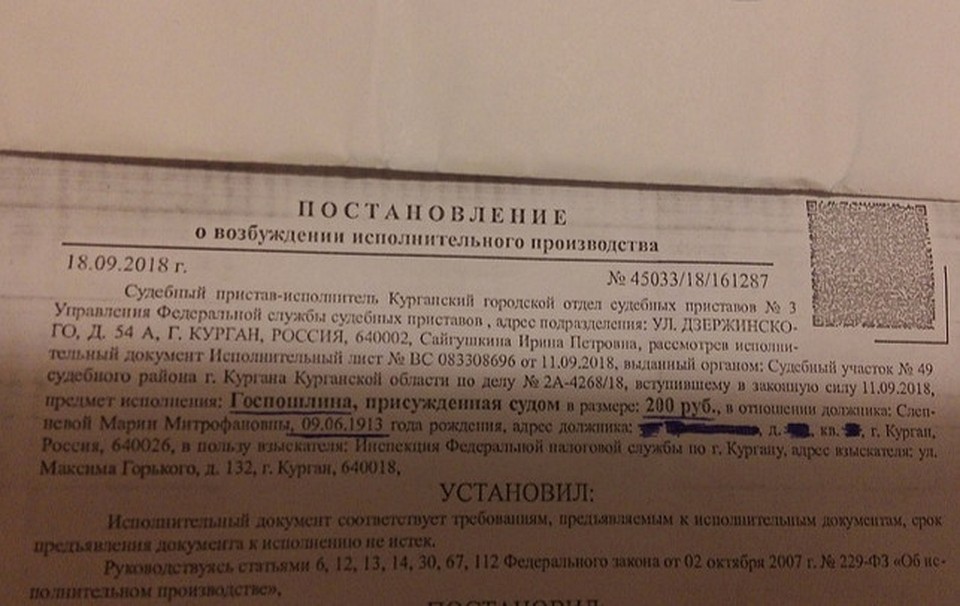 ПОСТАНОВЛЕНИЕ
о возбуждении исполнительного производства
18.09.2018 г.
№ 45033/18/161287
Судебный пристав-исполнитель Курганский городской отдел судебных приставов № 3
Управления Федеральной службы судебных приставов , адрес подразделения: УЛ. ДЗЕРЖИНСКО-
ГО, Д. 54 А, Г. КУРГАН, РОССИЯ, 640002, Сайгушкина Ирина Петровна, рассмотрев исполни-
тельный документ Исполнительный лист № ВС 083308696 от 11.09.2018, выданный органом: Судебный участок № 49
судебного района г. Кургана Курганской области по делу № 2А-4268/18, вступившему в законную силу 11.09.2018,
предмет исполнения: Госпошлина, присужденная судом в размере: 200 руб., в отношении должника: Слеп-
невой Марии Митрофановны, 09.06.1913 года рождения, адрес должника: д. кв. , г. Курган,
Россия, 640026, в пользу взыскателя: Инспекция Федеральной налоговой службы по г. Кургану, адрес взыскателя: ул.
Максима Горького, д. 132, г. Курган, 640018,
УСТАНОВИЛ:
Исполнительный документ соответствует требованиям, предъявляемым к исполнительным документам, срок
предъявления документа к исполнению не истек.
Руководствуясь статьями 6, 12, 13, 14, 30, 67, 112 Федерального закона от 02 октября 2007 г. № 229-ФЗ «Об ис-
полнительном производстве»,
ПОСТАНОВИЛ: